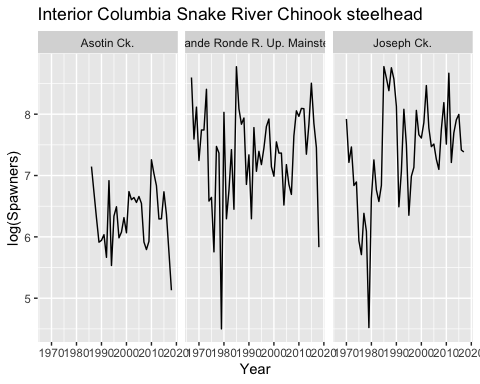 Interior Columbia Snake River Chinook steelhead
Asotin Ck.
ande Ronde R. Up. Mainste
Joseph Ck.
log(Spawners)
8
7
6
5
1970 1980 1990 2000 2010 2020
1970 1980 1990 2000 2010 2020
1970 1980 1990 2000 2010 2020
Year